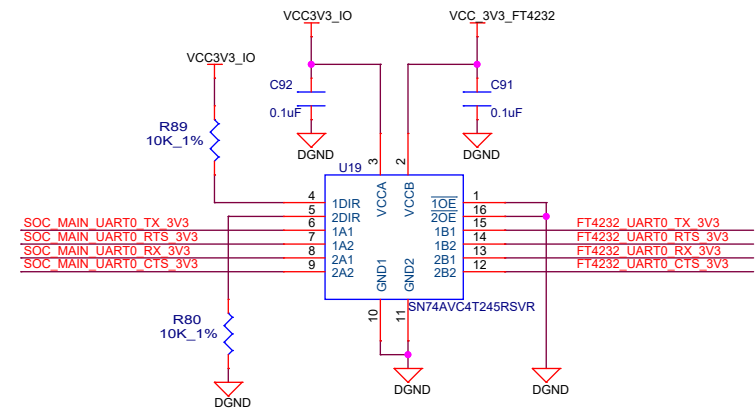 VCC3V3_IO
VCC_3V3_FT4232
VCC3V3_IO
C92
0.1uF
C91
0.1uF
R89
10K_1%
DGND
DGND
U19
3
2
VCCA
VCCB
4
1DIR
1OE
1
5
2DIR
2OE
16
SOC_MAIN_UART0_TX_3V3
6
1A1
1B1
15
FT4232_UART0_TX_3V3
SOC_MAIN_UART0_RTS_3V3
7
1A2
1B2
14
FT4232_UART0_RTS_3V3
SOC_MAIN_UART0_RX_3V3
8
2A1
2B1
13
FT4232_UART0_RX_3V3
SOC_MAIN_UART0_CTS_3V3
9
2A2
2B2
12
FT4232_UART0_CTS_3V3
GND1
GND2
10
11
SN74AVC4T245RSVR
R80
10K_1%
DGND
DGND
DGND